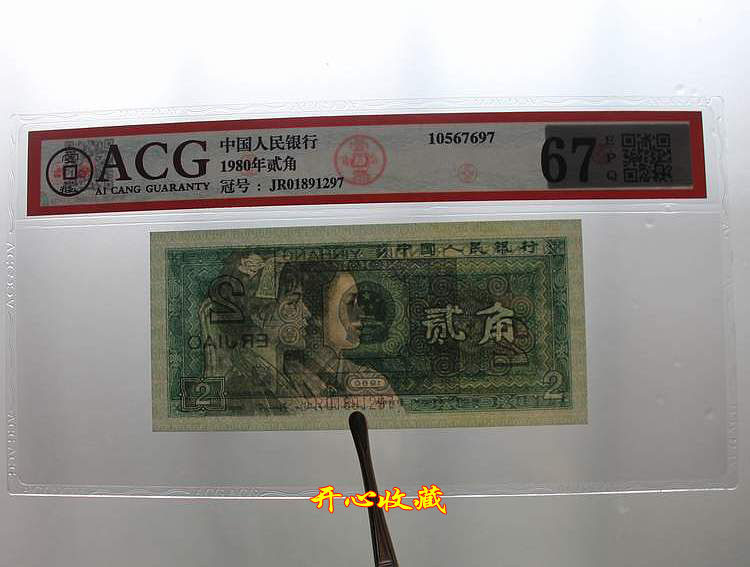 ACG
AI CANG GUARANTY
中国人民银行
1980年贰角
冠号：JR01891297
10567697
67
EPQ
中国人民银行
贰角
2
2
1980
开心收藏